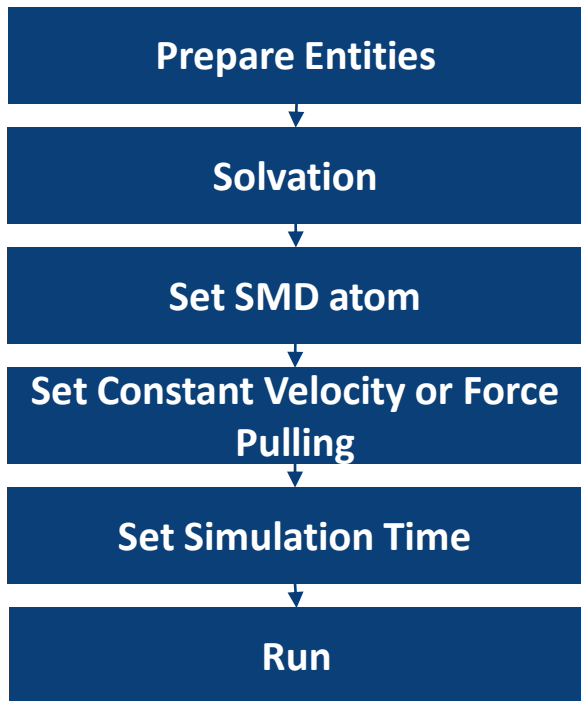 Prepare Entities
Solvation
Set SMD atom
Set Constant Velocity or Force
Pulling
Set Simulation Time
Run